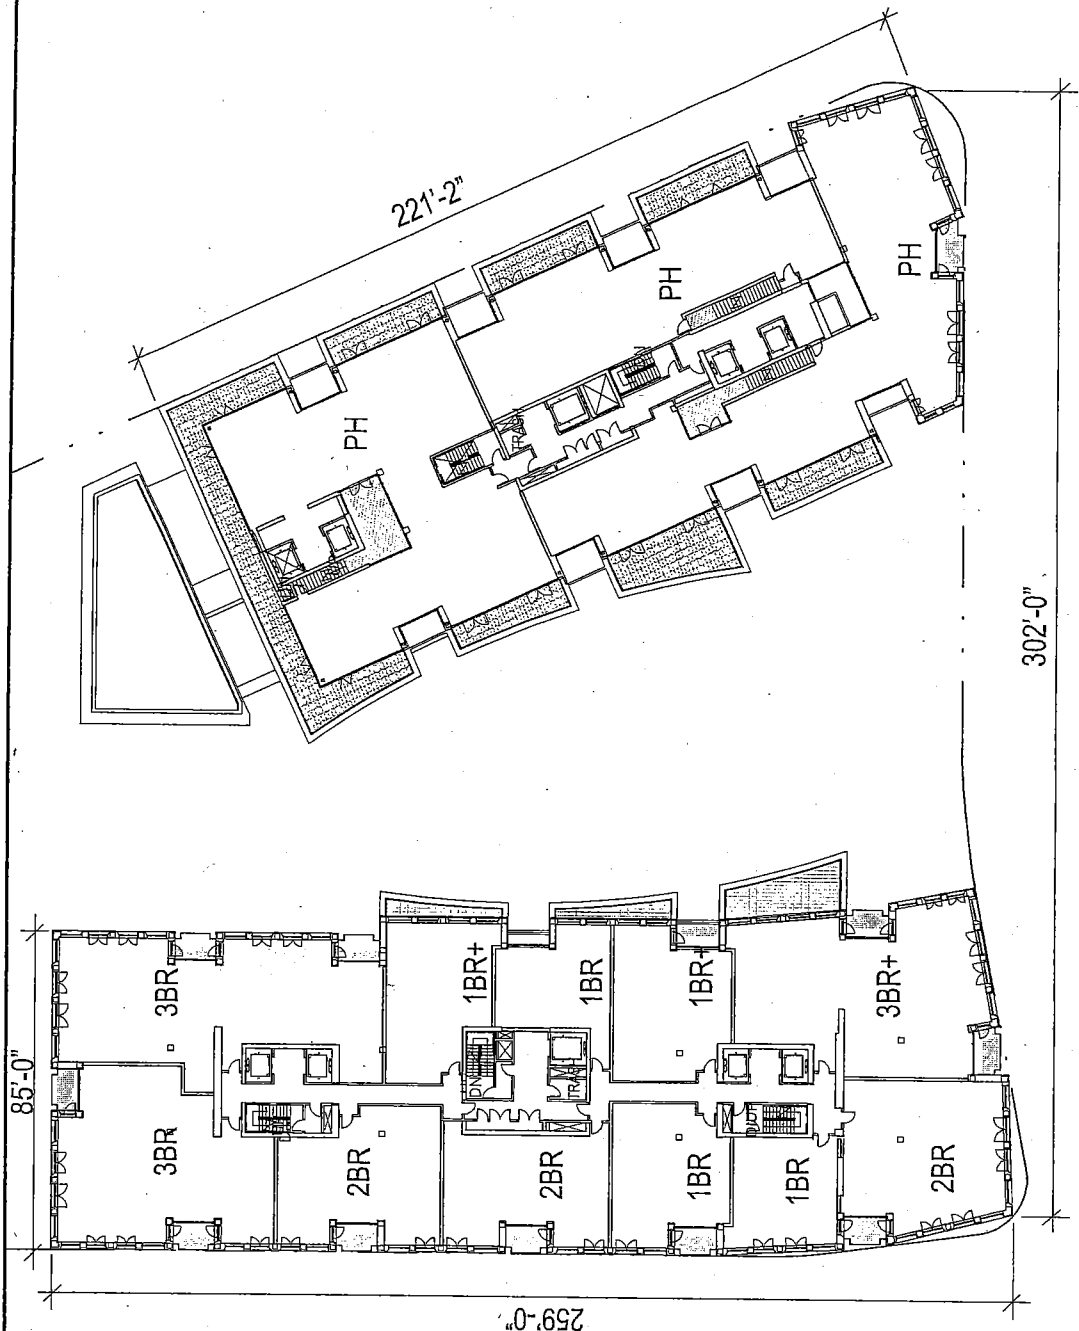 221'-2"
PH
PH
PH
TRASH
302'-0"
85'-0"
3BR
1BR+
1BR
1BR+
3BR+
DN
TRASH
3BR
2BR
2BR
1BR
1BR
2BR
259'-0"